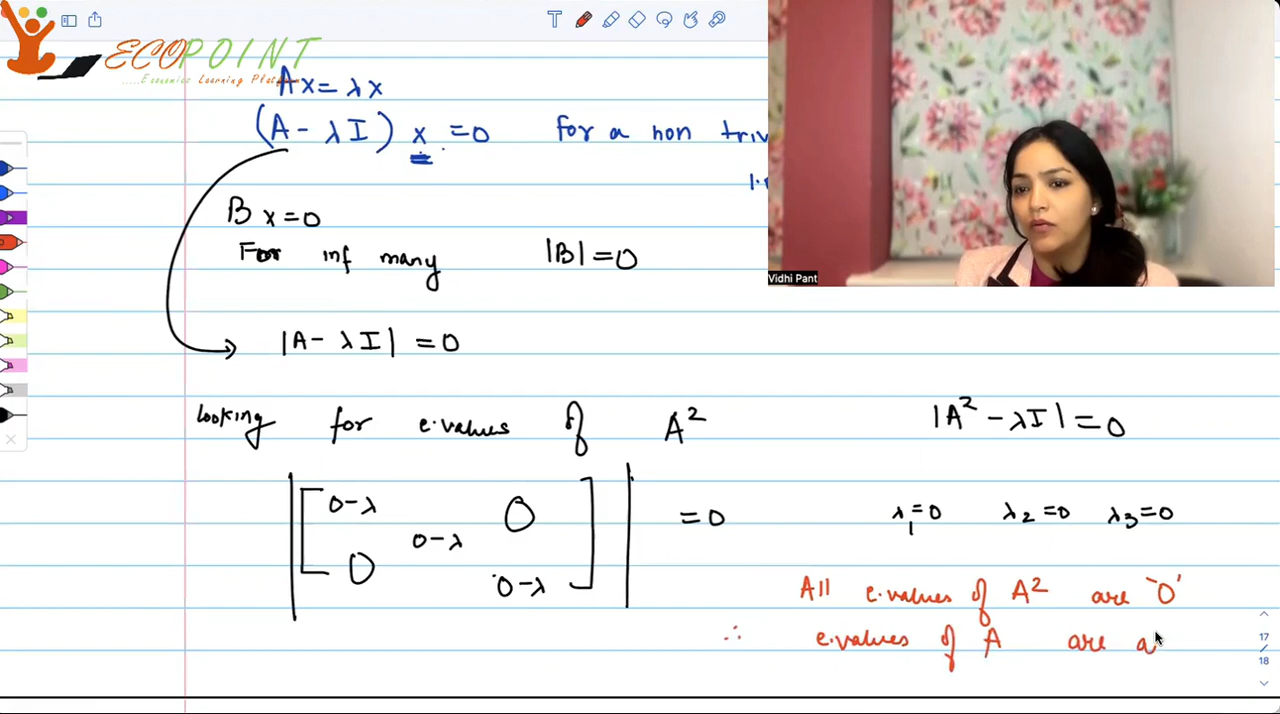 ECOPOINT
.....Economics Learning Platform
Ax = λx
(A - λI) x = 0 for a non triv
Bx = 0
For inf many |B| = 0
|A - λI| = 0
looking for e.values of A² |A² - λI| = 0
0-λ 0
0-λ = 0 λ₁=0 λ₂=0 λ₃=0
0 0-λ
All e.values of A² are '0'
∴ e.values of A are a
Vidhi Pant
17
/
18